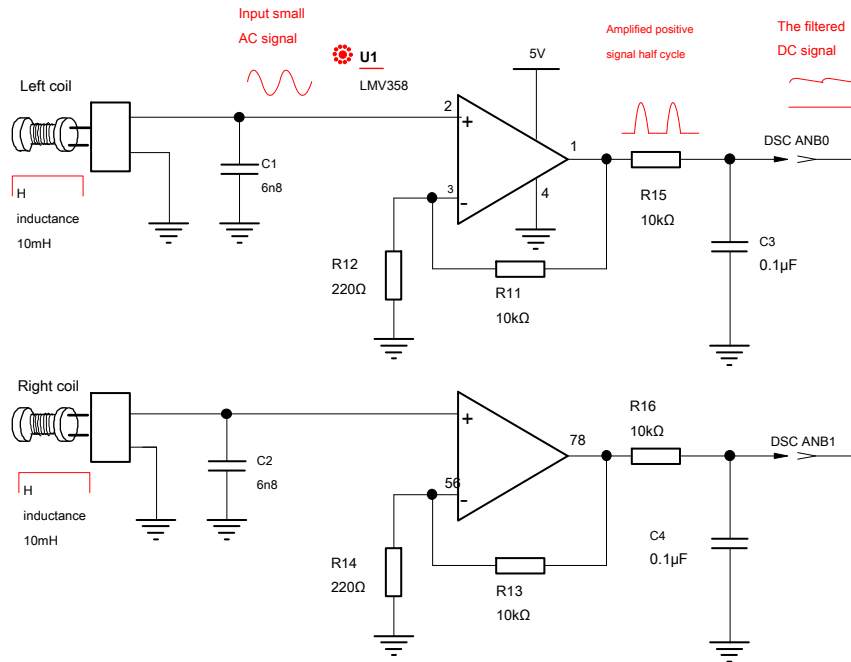 Input small
AC signal
U1
LMV358
5V
Amplified positive
signal half cycle
The filtered
DC signal
Left coil
2
+
1
DSC ANB0
C1
6n8
3
-
4
R15
10kΩ
H
inductance
10mH
R12
220Ω
R11
10kΩ
C3
0.1µF
Right coil
+
78
R16
10kΩ
DSC ANB1
C2
6n8
56
-
H
inductance
10mH
R14
220Ω
R13
10kΩ
C4
0.1µF